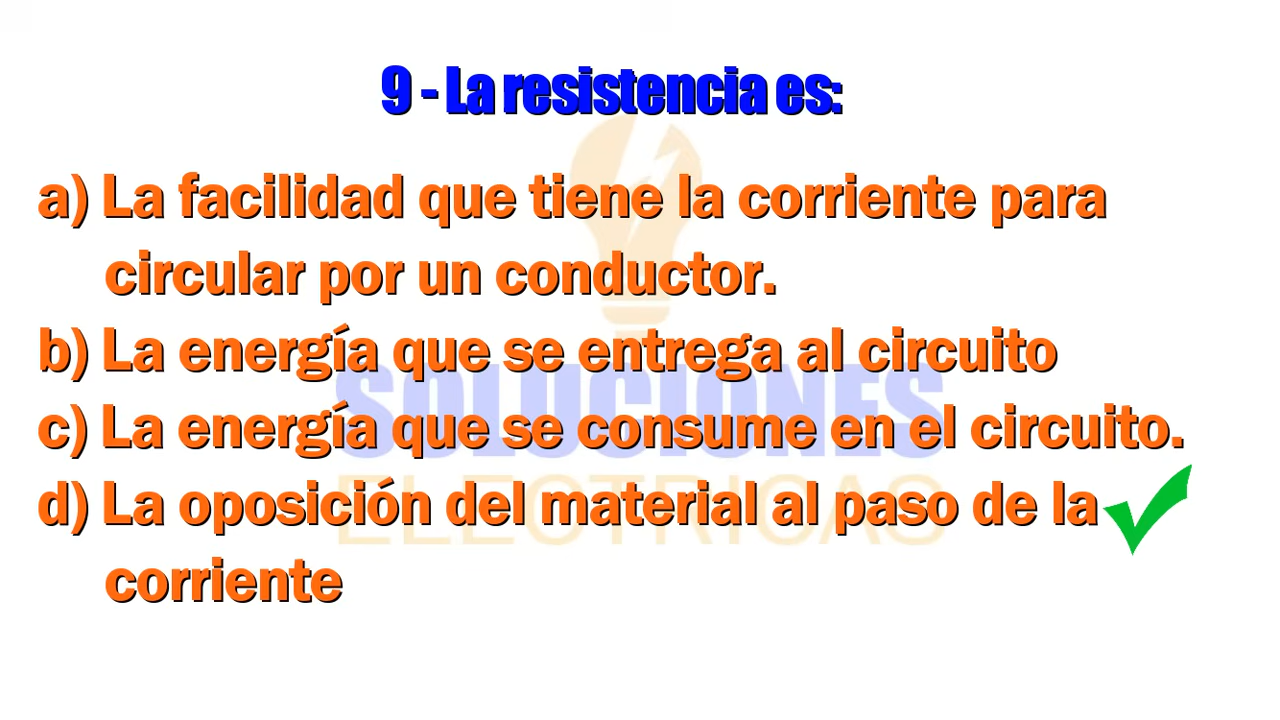 9 - La resistencia es:
a) La facilidad que tiene la corriente para
circular por un conductor.
b) La energía que se entrega al circuito
c) La energía que se consume en el circuito.
d) La oposición del material al paso de la
corriente
SOLUCIONES
ELECTRICAS